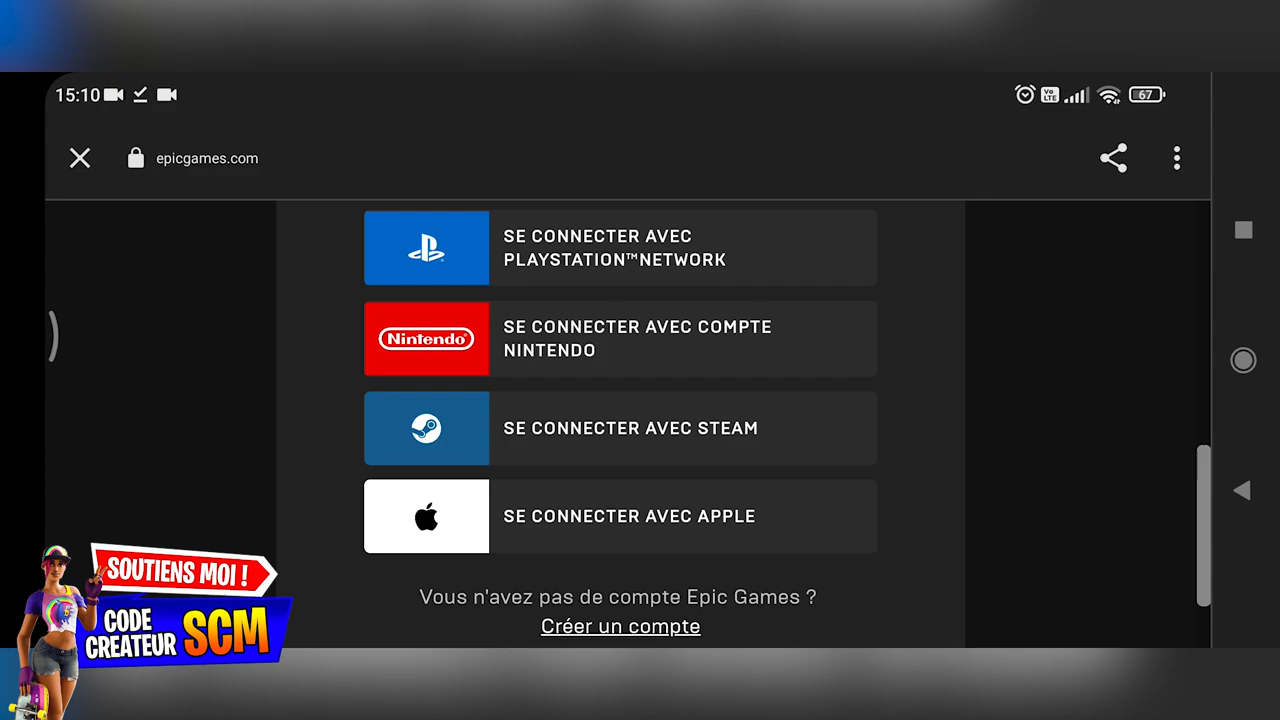 15:10
Vo
LTE
67
epicgames.com
SE CONNECTER AVEC
PLAYSTATION™NETWORK
Nintendo
SE CONNECTER AVEC COMPTE
NINTENDO
SE CONNECTER AVEC STEAM
SE CONNECTER AVEC APPLE
Vous n'avez pas de compte Epic Games ?
Créer un compte
SOUTIENS MOI !
CODE
CREATEUR SCM